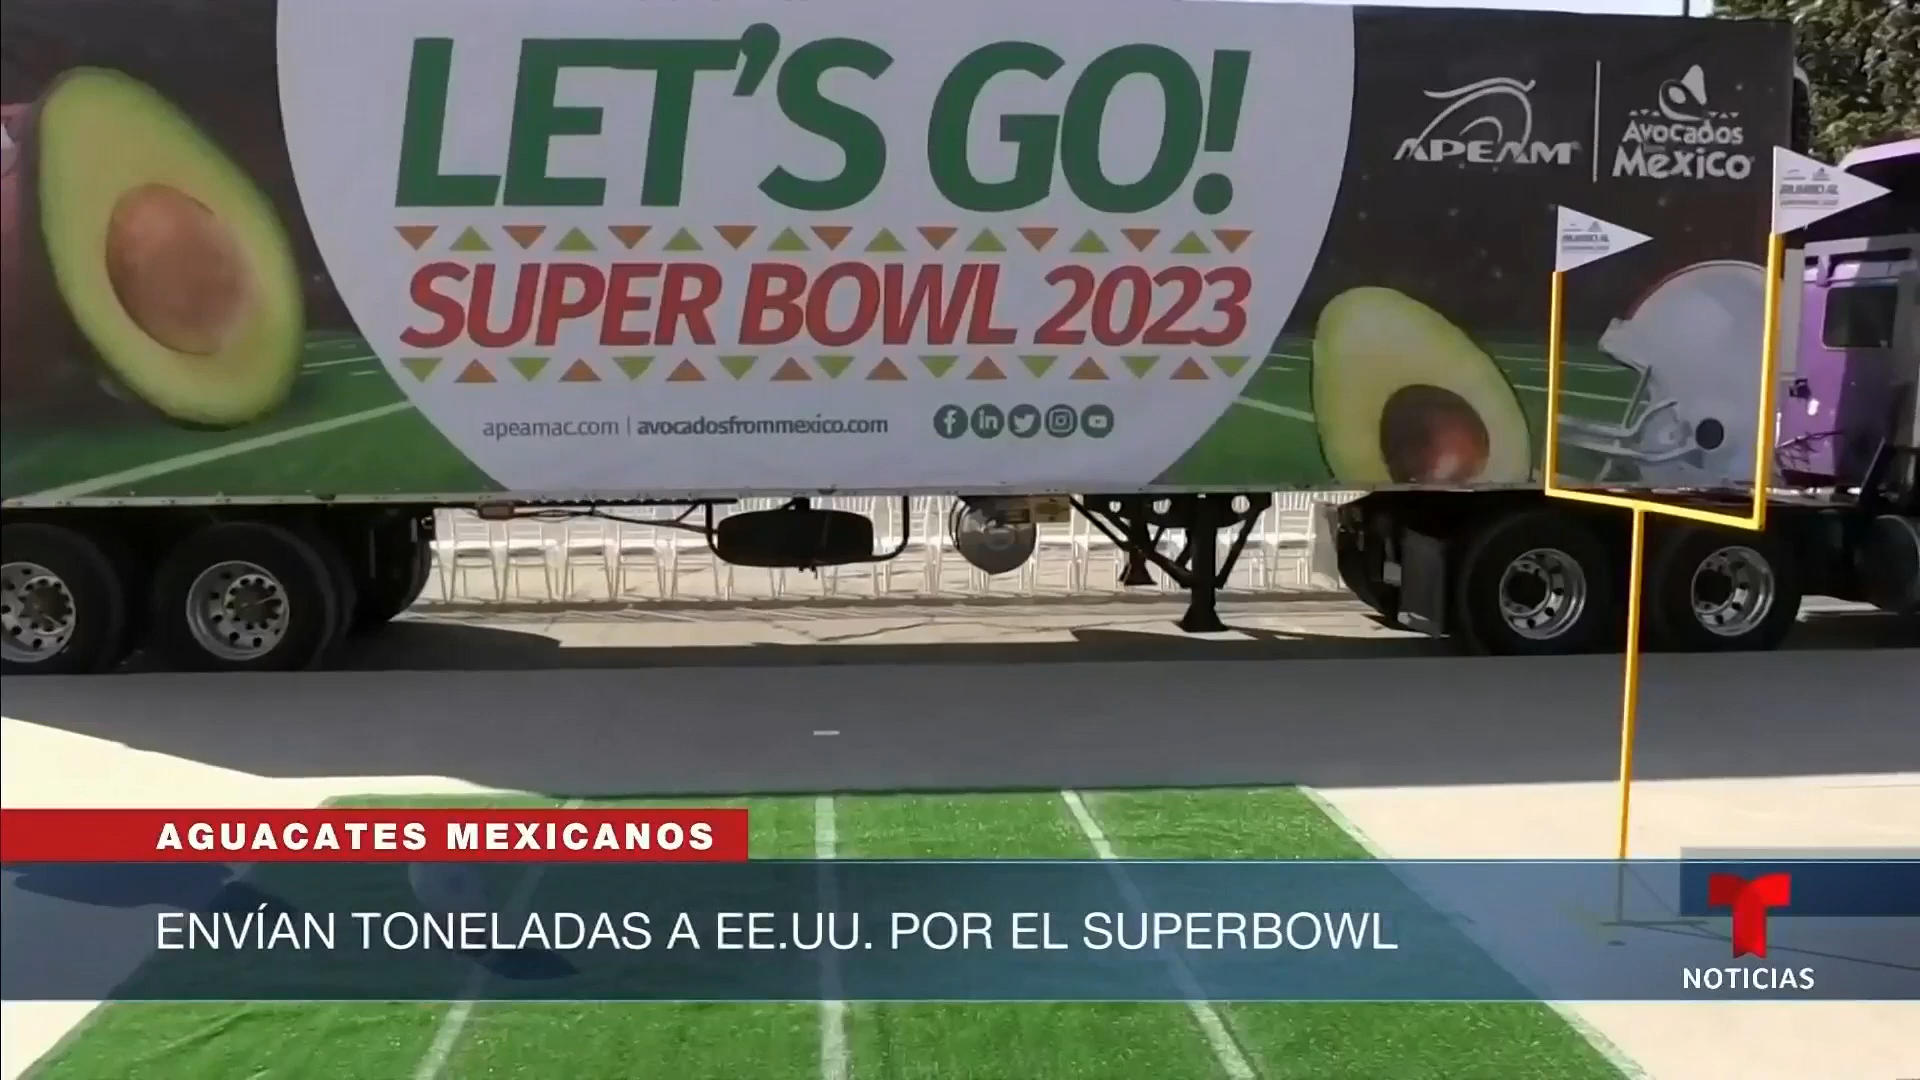 LET'S GO!
SUPER BOWL 2023
apeamac.com | avocadosfrommexico.com
APEAM
Avocados
Mexico
AGUACATES MEXICANOS
ENVÍAN TONELADAS A EE.UU. POR EL SUPERBOWL
NOTICIAS